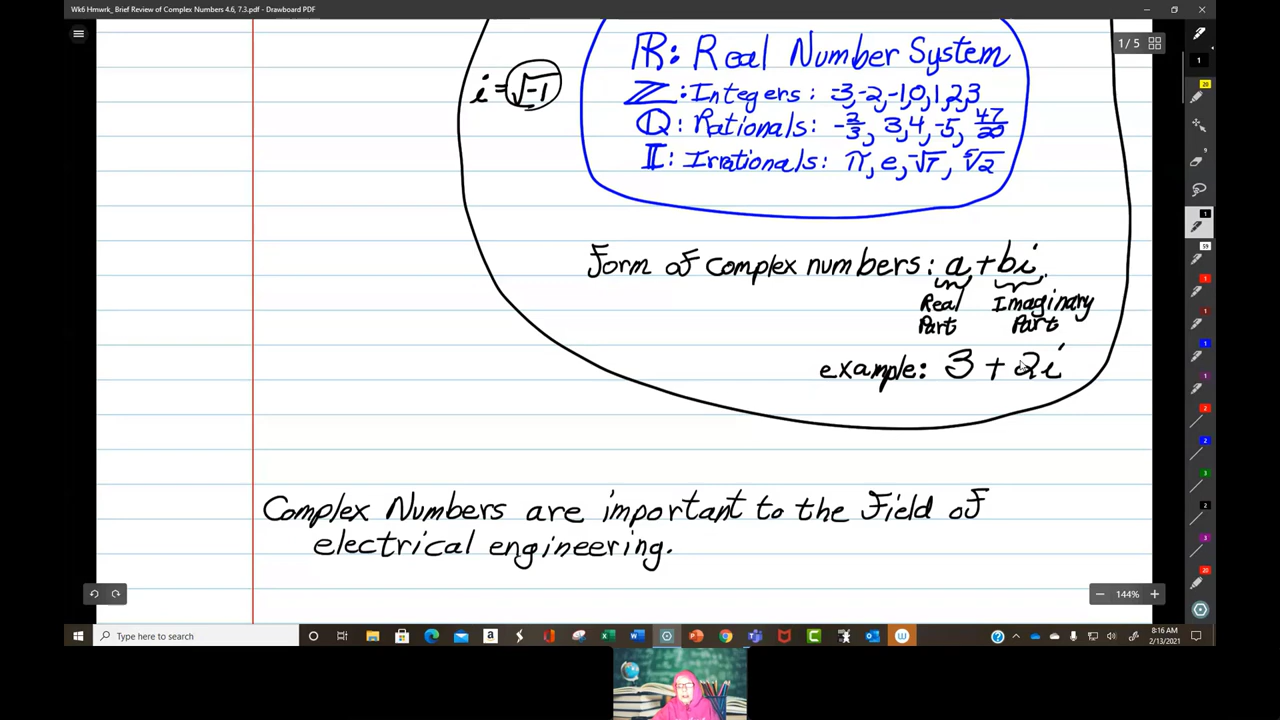 Wk6 Hmwrk_ Brief Review of Complex Numbers 4.6, 7.3.pdf - Drawboard PDF
1/5
ℝ: Real Number System
i = √-1
ℤ: Integers: -3,-2,-1,0,1,2,3
ℚ: Rationals: -2/3, 3,4, -5, 47/20
𝕀: Irrationals: π, e, -√7, ⁵√2
Form of complex numbers: a+bi.
Real Part
Imaginary Part
example: 3 + 2i
Complex Numbers are important to the Field of
electrical engineering.
144%
Type here to search
8:16 AM
2/13/2021